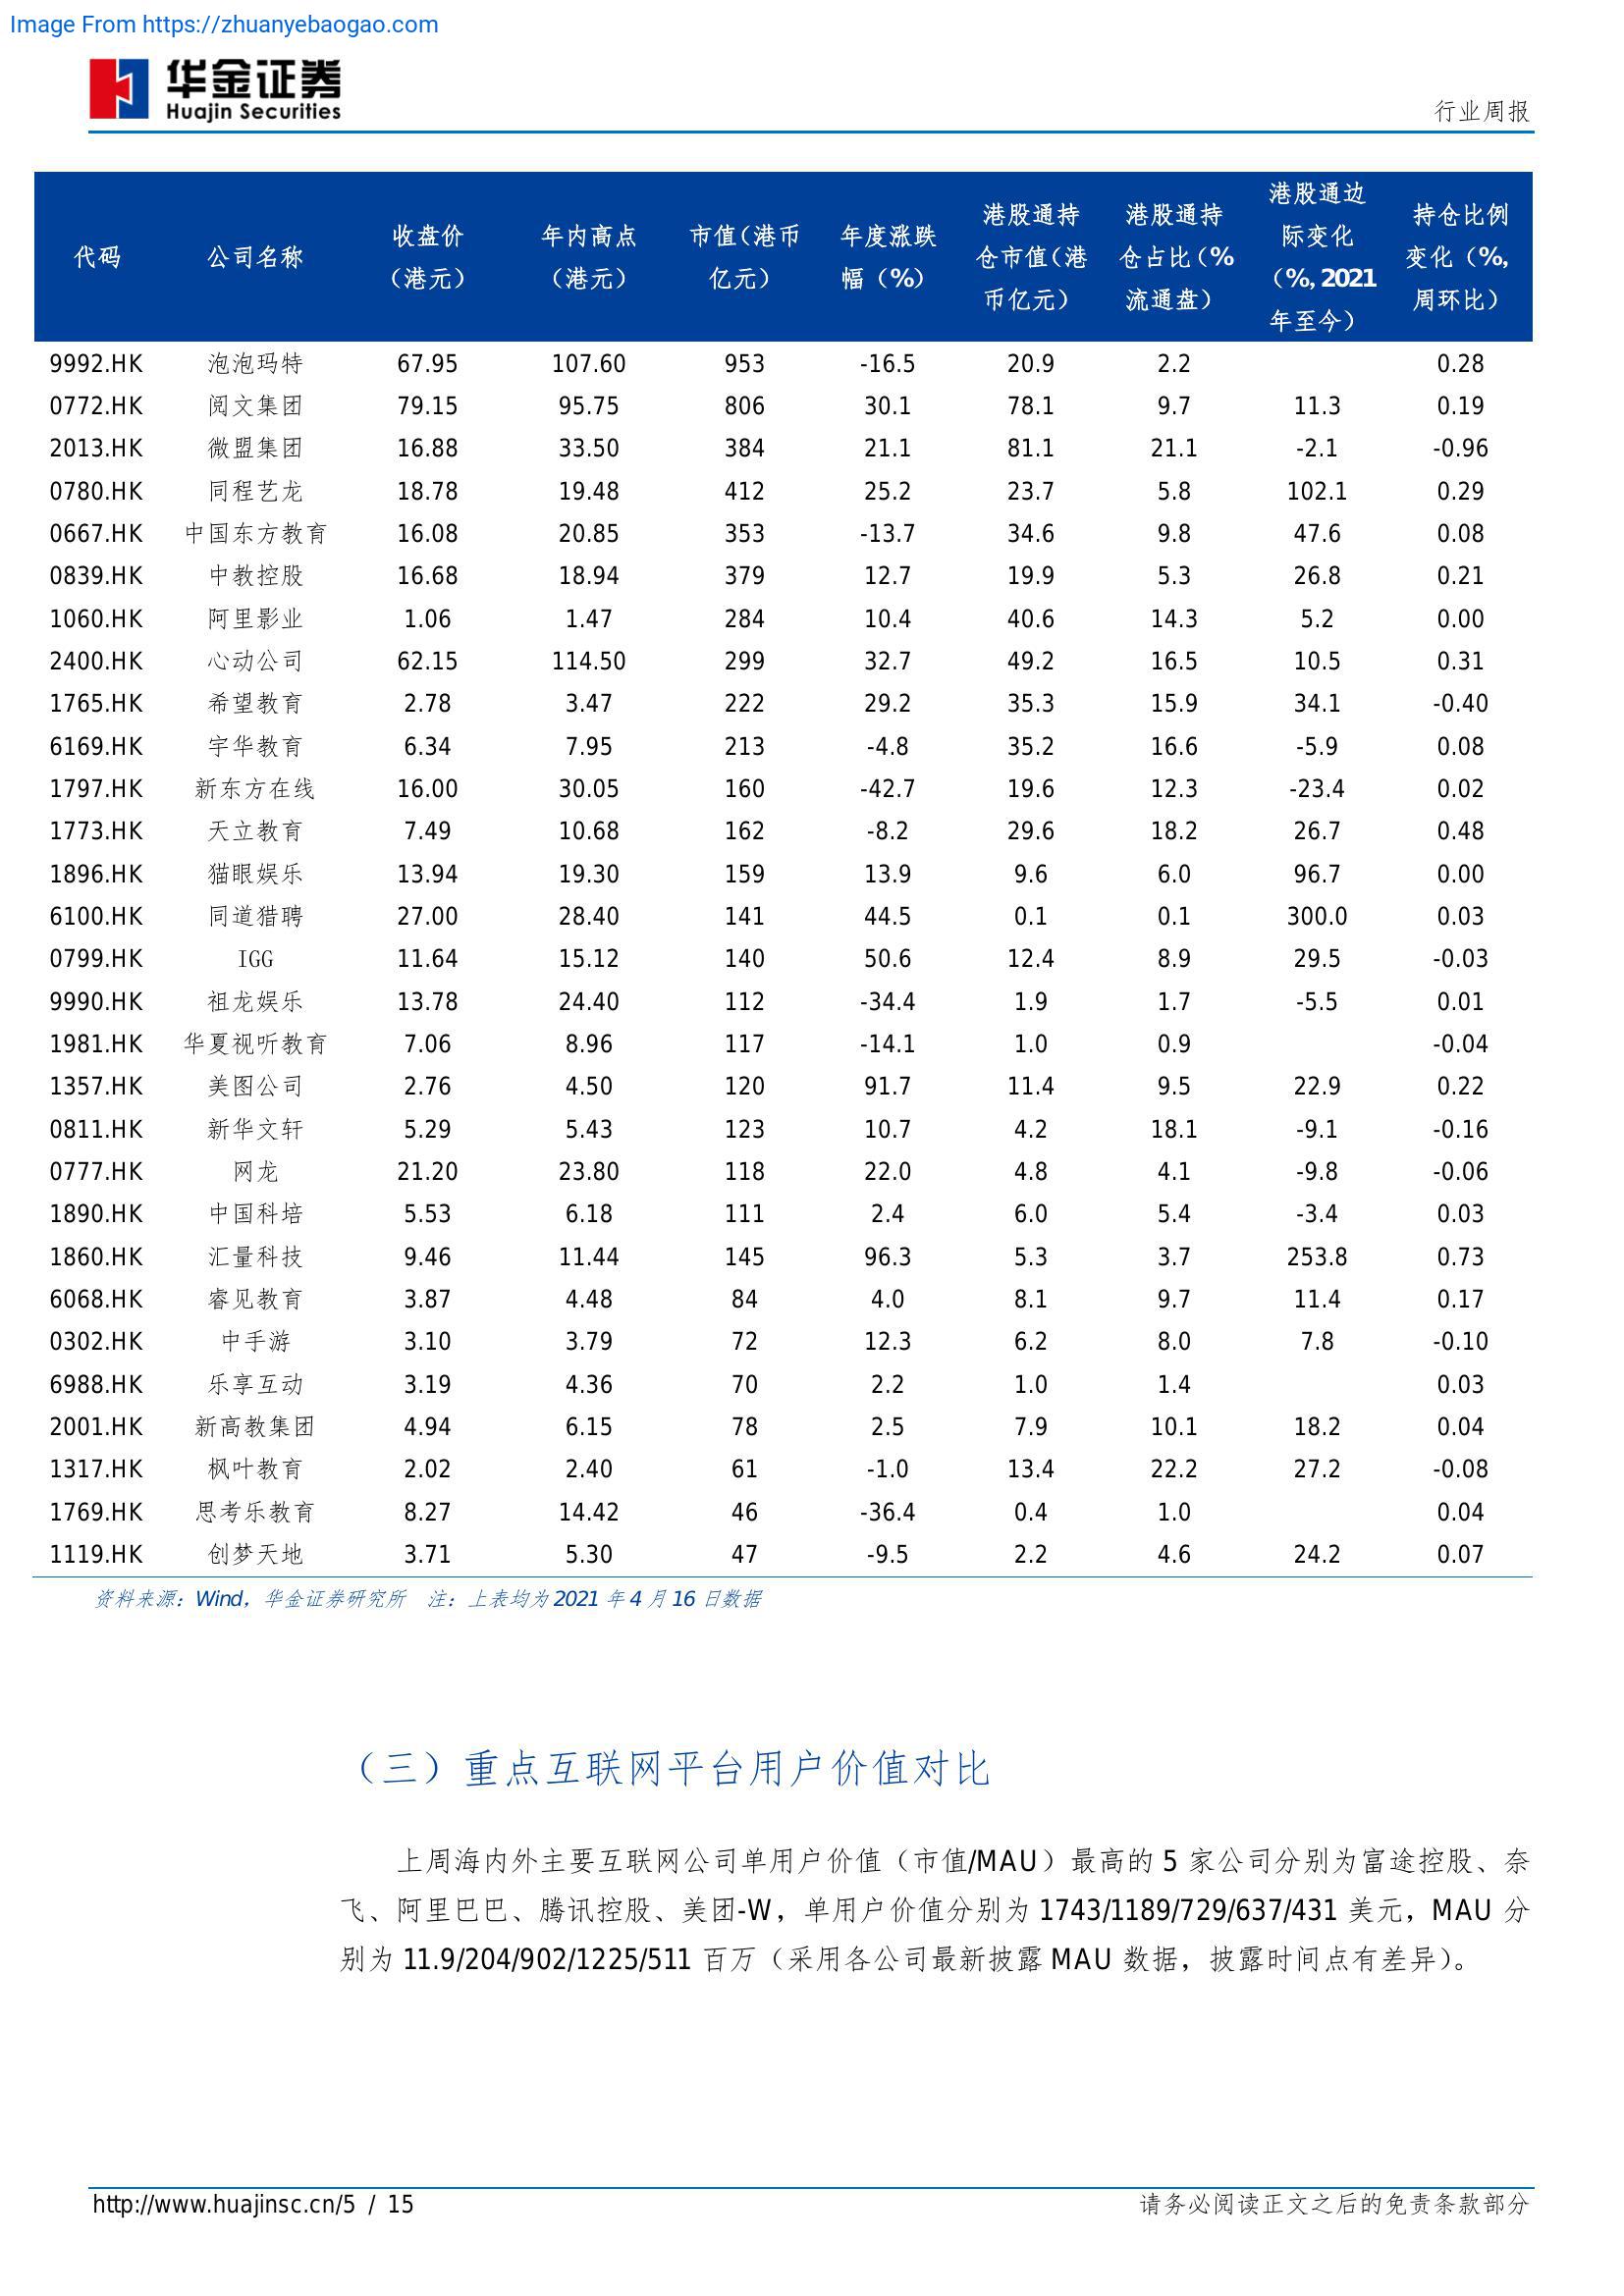 Image From https://zhuanyebaogao.com
华金证券
Huajin Securities
行业周报
代码 公司名称 收盘价（港元） 年内高点（港元） 市值（港币亿元） 年度涨跌幅（%） 港股通持仓市值（港币亿元） 港股通持仓占比（%流通盘） 港股通边际变化（%, 2021年至今） 持仓比例变化（%, 周环比）
9992.HK 泡泡玛特 67.95 107.60 953 -16.5 20.9 2.2 0.28
0772.HK 阅文集团 79.15 95.75 806 30.1 78.1 9.7 11.3 0.19
2013.HK 微盟集团 16.88 33.50 384 21.1 81.1 21.1 -2.1 -0.96
0780.HK 同程艺龙 18.78 19.48 412 25.2 23.7 5.8 102.1 0.29
0667.HK 中国东方教育 16.08 20.85 353 -13.7 34.6 9.8 47.6 0.08
0839.HK 中教控股 16.68 18.94 379 12.7 19.9 5.3 26.8 0.21
1060.HK 阿里影业 1.06 1.47 284 10.4 40.6 14.3 5.2 0.00
2400.HK 心动公司 62.15 114.50 299 32.7 49.2 16.5 10.5 0.31
1765.HK 希望教育 2.78 3.47 222 29.2 35.3 15.9 34.1 -0.40
6169.HK 宇华教育 6.34 7.95 213 -4.8 35.2 16.6 -5.9 0.08
1797.HK 新东方在线 16.00 30.05 160 -42.7 19.6 12.3 -23.4 0.02
1773.HK 天立教育 7.49 10.68 162 -8.2 29.6 18.2 26.7 0.48
1896.HK 猫眼娱乐 13.94 19.30 159 13.9 9.6 6.0 96.7 0.00
6100.HK 同道猎聘 27.00 28.40 141 44.5 0.1 0.1 300.0 0.03
0799.HK IGG 11.64 15.12 140 50.6 12.4 8.9 29.5 -0.03
9990.HK 祖龙娱乐 13.78 24.40 112 -34.4 1.9 1.7 -5.5 0.01
1981.HK 华夏视听教育 7.06 8.96 117 -14.1 1.0 0.9 -0.04
1357.HK 美图公司 2.76 4.50 120 91.7 11.4 9.5 22.9 0.22
0811.HK 新华文轩 5.29 5.43 123 10.7 4.2 18.1 -9.1 -0.16
0777.HK 网龙 21.20 23.80 118 22.0 4.8 4.1 -9.8 -0.06
1890.HK 中国科培 5.53 6.18 111 2.4 6.0 5.4 -3.4 0.03
1860.HK 汇量科技 9.46 11.44 145 96.3 5.3 3.7 253.8 0.73
6068.HK 睿见教育 3.87 4.48 84 4.0 8.1 9.7 11.4 0.17
0302.HK 中手游 3.10 3.79 72 12.3 6.2 8.0 7.8 -0.10
6988.HK 乐享互动 3.19 4.36 70 2.2 1.0 1.4 0.03
2001.HK 新高教集团 4.94 6.15 78 2.5 7.9 10.1 18.2 0.04
1317.HK 枫叶教育 2.02 2.40 61 -1.0 13.4 22.2 27.2 -0.08
1769.HK 思考乐教育 8.27 14.42 46 -36.4 0.4 1.0 0.04
1119.HK 创梦天地 3.71 5.30 47 -9.5 2.2 4.6 24.2 0.07
资料来源：Wind，华金证券研究所 注：上表均为 2021 年 4 月 16 日数据
（三）重点互联网平台用户价值对比
上周海内外主要互联网公司单用户价值（市值/MAU）最高的 5 家公司分别为富途控股、奈
飞、阿里巴巴、腾讯控股、美团-W，单用户价值分别为 1743/1189/729/637/431 美元，MAU 分
别为 11.9/204/902/1225/511 百万（采用各公司最新披露 MAU 数据，披露时间点有差异）。
http://www.huajinsc.cn/5 / 15
请务必阅读正文之后的免责条款部分